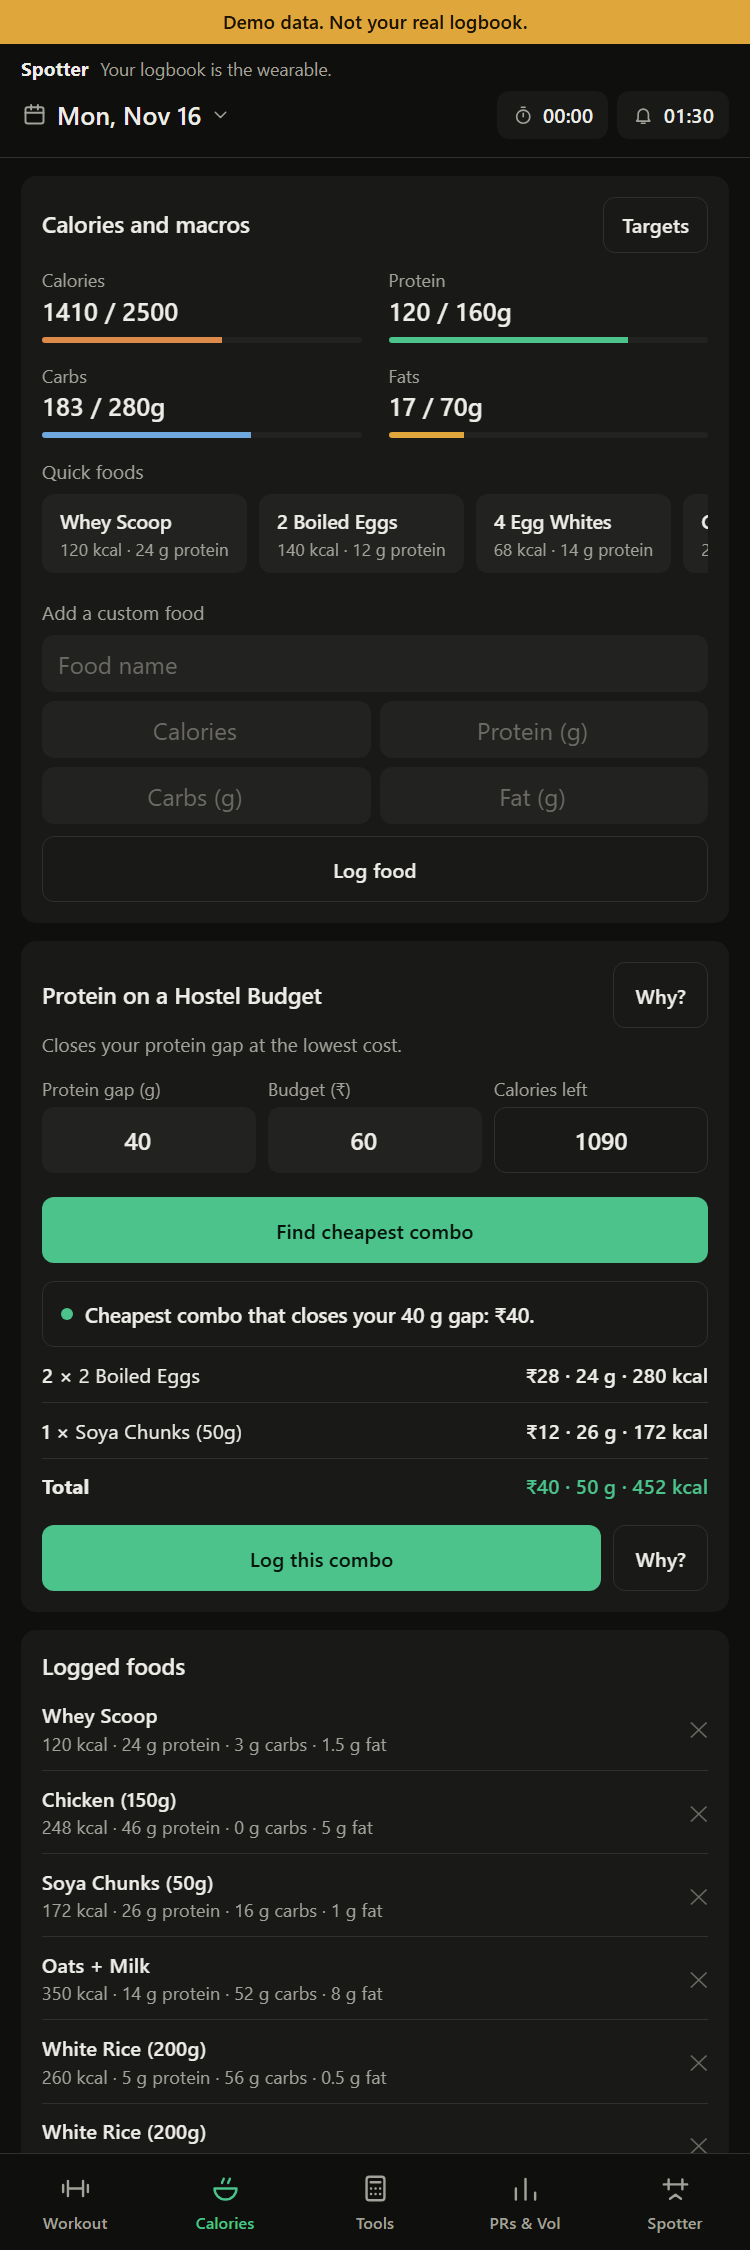 Demo data. Not your real logbook.
Spotter Your logbook is the wearable.
Mon, Nov 16
00:00
01:30
Calories and macros
Targets
Calories
1410 / 2500
Protein
120 / 160g
Carbs
183 / 280g
Fats
17 / 70g
Quick foods
Whey Scoop
120 kcal · 24 g protein
2 Boiled Eggs
140 kcal · 12 g protein
4 Egg Whites
68 kcal · 14 g protein
Add a custom food
Food name
Calories
Protein (g)
Carbs (g)
Fat (g)
Log food
Protein on a Hostel Budget
Why?
Closes your protein gap at the lowest cost.
Protein gap (g)
Budget (₹)
Calories left
40
60
1090
Find cheapest combo
Cheapest combo that closes your 40 g gap: ₹40.
2 × 2 Boiled Eggs
₹28 · 24 g · 280 kcal
1 × Soya Chunks (50g)
₹12 · 26 g · 172 kcal
Total
₹40 · 50 g · 452 kcal
Log this combo
Why?
Logged foods
Whey Scoop
120 kcal · 24 g protein · 3 g carbs · 1.5 g fat
Chicken (150g)
248 kcal · 46 g protein · 0 g carbs · 5 g fat
Soya Chunks (50g)
172 kcal · 26 g protein · 16 g carbs · 1 g fat
Oats + Milk
350 kcal · 14 g protein · 52 g carbs · 8 g fat
White Rice (200g)
260 kcal · 5 g protein · 56 g carbs · 0.5 g fat
White Rice (200g)
Workout
Calories
Tools
PRs & Vol
Spotter